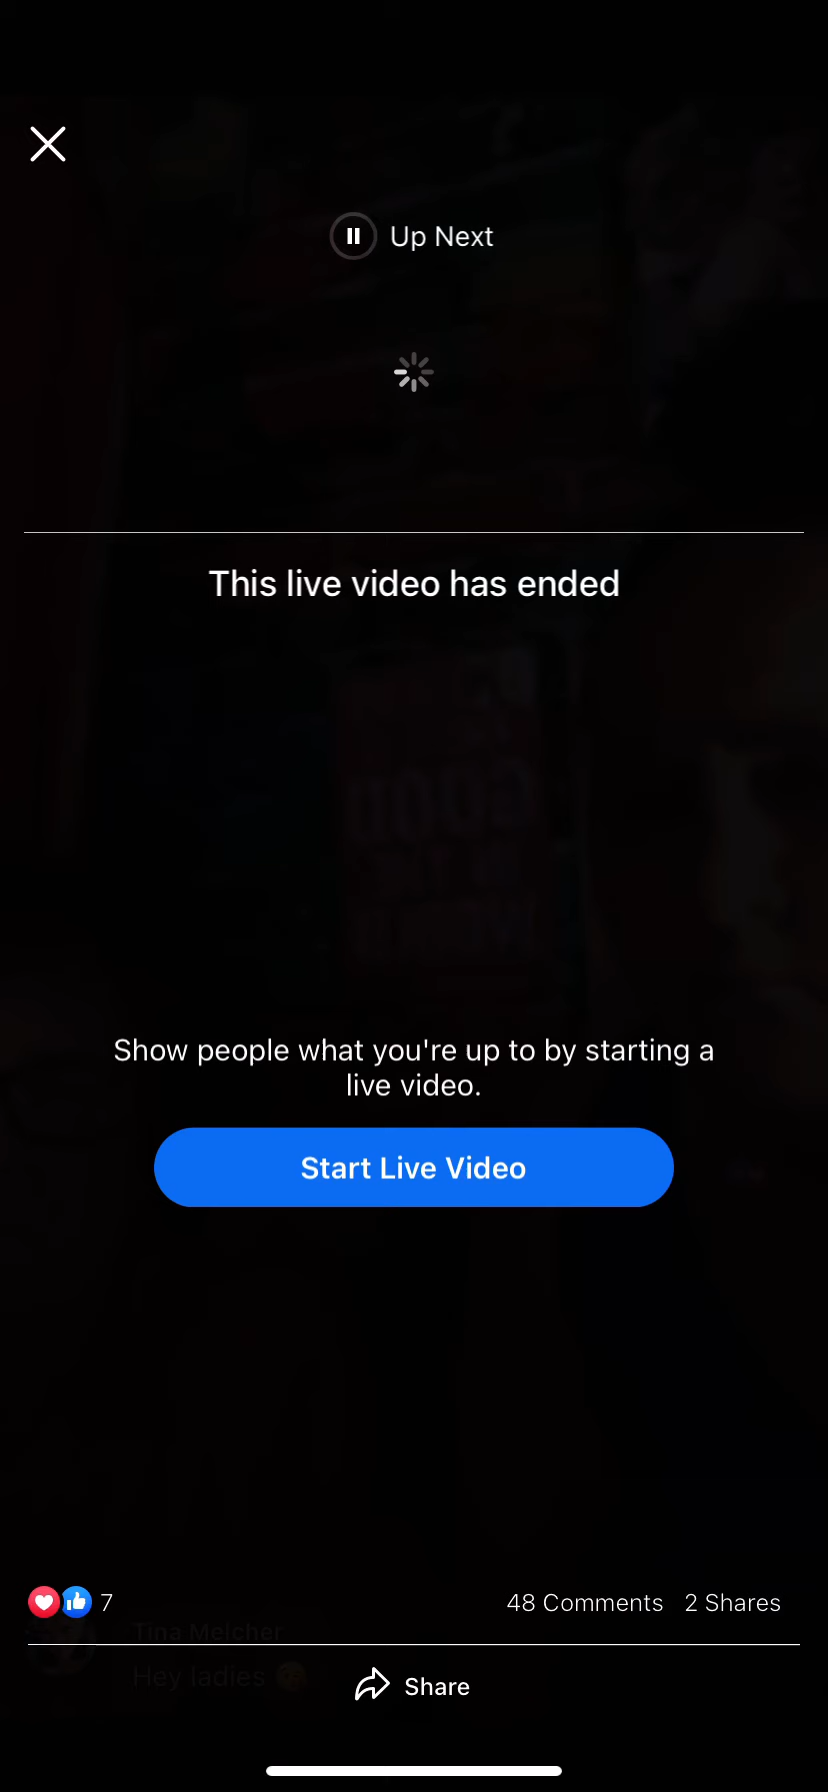 Up Next
This live video has ended
Show people what you're up to by starting a
live video.
Start Live Video
7
48 Comments 2 Shares
Tina Melcher
Hey ladies
Share